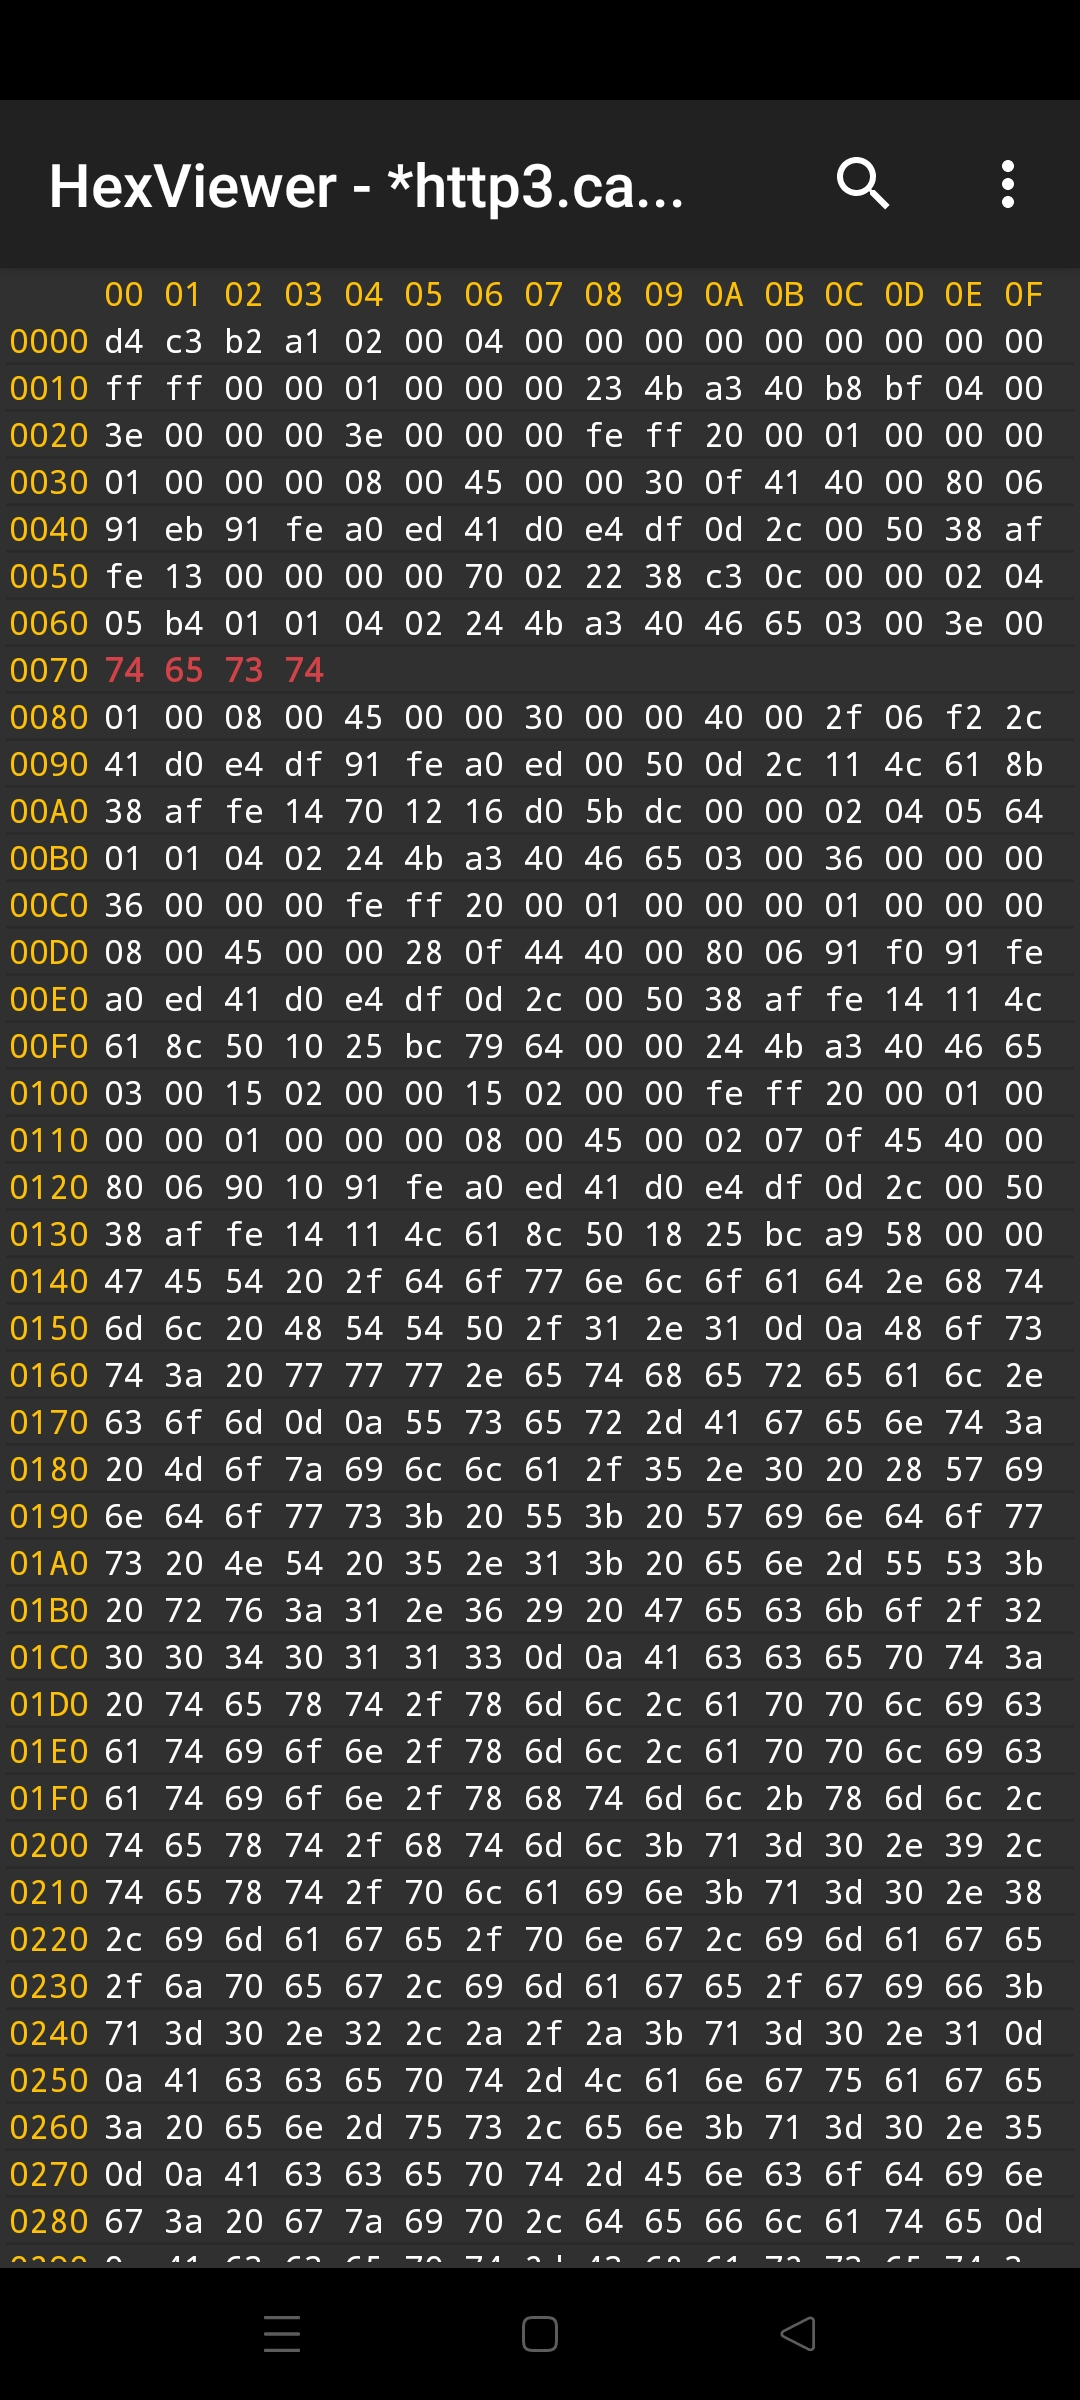 HexViewer - *http3.ca...
00 01 02 03 04 05 06 07 08 09 0A 0B 0C 0D 0E 0F
0000 d4 c3 b2 a1 02 00 04 00 00 00 00 00 00 00 00 00
0010 ff ff 00 00 01 00 00 00 23 4b a3 40 b8 bf 04 00
0020 3e 00 00 00 3e 00 00 00 fe ff 20 00 01 00 00 00
0030 01 00 00 00 08 00 45 00 00 30 0f 41 40 00 80 06
0040 91 eb 91 fe a0 ed 41 d0 e4 df 0d 2c 00 50 38 af
0050 fe 13 00 00 00 00 70 02 22 38 c3 0c 00 00 02 04
0060 05 b4 01 01 04 02 24 4b a3 40 46 65 03 00 3e 00
0070 74 65 73 74
0080 01 00 08 00 45 00 00 30 00 00 40 00 2f 06 f2 2c
0090 41 d0 e4 df 91 fe a0 ed 00 50 0d 2c 11 4c 61 8b
00A0 38 af fe 14 70 12 16 d0 5b dc 00 00 02 04 05 64
00B0 01 01 04 02 24 4b a3 40 46 65 03 00 36 00 00 00
00C0 36 00 00 00 fe ff 20 00 01 00 00 00 01 00 00 00
00D0 08 00 45 00 00 28 0f 44 40 00 80 06 91 f0 91 fe
00E0 a0 ed 41 d0 e4 df 0d 2c 00 50 38 af fe 14 11 4c
00F0 61 8c 50 10 25 bc 79 64 00 00 24 4b a3 40 46 65
0100 03 00 15 02 00 00 15 02 00 00 fe ff 20 00 01 00
0110 00 00 01 00 00 00 08 00 45 00 02 07 0f 45 40 00
0120 80 06 90 10 91 fe a0 ed 41 d0 e4 df 0d 2c 00 50
0130 38 af fe 14 11 4c 61 8c 50 18 25 bc a9 58 00 00
0140 47 45 54 20 2f 64 6f 77 6e 6c 6f 61 64 2e 68 74
0150 6d 6c 20 48 54 54 50 2f 31 2e 31 0d 0a 48 6f 73
0160 74 3a 20 77 77 77 2e 65 74 68 65 72 65 61 6c 2e
0170 63 6f 6d 0d 0a 55 73 65 72 2d 41 67 65 6e 74 3a
0180 20 4d 6f 7a 69 6c 6c 61 2f 35 2e 30 20 28 57 69
0190 6e 64 6f 77 73 3b 20 55 3b 20 57 69 6e 64 6f 77
01A0 73 20 4e 54 20 35 2e 31 3b 20 65 6e 2d 55 53 3b
01B0 20 72 76 3a 31 2e 36 29 20 47 65 63 6b 6f 2f 32
01C0 30 30 34 30 31 31 33 0d 0a 41 63 63 65 70 74 3a
01D0 20 74 65 78 74 2f 78 6d 6c 2c 61 70 70 6c 69 63
01E0 61 74 69 6f 6e 2f 78 6d 6c 2c 61 70 70 6c 69 63
01F0 61 74 69 6f 6e 2f 78 68 74 6d 6c 2b 78 6d 6c 2c
0200 74 65 78 74 2f 68 74 6d 6c 3b 71 3d 30 2e 39 2c
0210 74 65 78 74 2f 70 6c 61 69 6e 3b 71 3d 30 2e 38
0220 2c 69 6d 61 67 65 2f 70 6e 67 2c 69 6d 61 67 65
0230 2f 6a 70 65 67 2c 69 6d 61 67 65 2f 67 69 66 3b
0240 71 3d 30 2e 32 2c 2a 2f 2a 3b 71 3d 30 2e 31 0d
0250 0a 41 63 63 65 70 74 2d 4c 61 6e 67 75 61 67 65
0260 3a 20 65 6e 2d 75 73 2c 65 6e 3b 71 3d 30 2e 35
0270 0d 0a 41 63 63 65 70 74 2d 45 6e 63 6f 64 69 6e
0280 67 3a 20 67 7a 69 70 2c 64 65 66 6c 61 74 65 0d